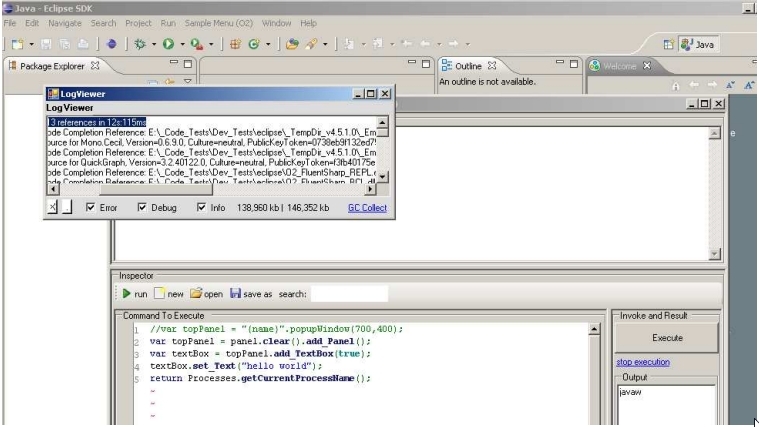 Java - Eclipse SDK
File Edit Navigate Search Project Run Sample Menu (O2) Window Help
Java
Package Explorer
Outline
Welcome
An outline is not available.
LogViewer
LogViewer
3 references in 12s:115ms
ode Completion Reference: E:\_Code_Tests\Dev_Tests\eclipse\_TempDir_v4.5.1.0\_Em
ource for Mono.Cecil, Version=0.6.9.0, Culture=neutral, PublicKeyToken=0738eb9f132ed75
ode Completion Reference: E:\_Code_Tests\Dev_Tests\eclipse\_TempDir_v4.5.1.0\_Em
ource for QuickGraph, Version=3.2.40122.0, Culture=neutral, PublicKeyToken=f3fb40175e
ode Completion Reference: E:\_Code_Tests\Dev_Tests\eclipse\O2_FluentSharp_REPL.
ode Completion Reference: E:\_Code_Tests\Dev_Tests\eclipse\O2_FluentSharp_BCL.dl
Error Debug Info 138,960 kb | 146,352 kb GC Collect
Inspector
run new open save as search:
Command To Execute
1 //var topPanel = "{name}".popupWindow(700,400);
2 var topPanel = panel.clear().add_Panel();
3 var textBox = topPanel.add_TextBox(true);
4 textBox.set_Text("hello world");
5 return Processes.getCurrentProcessName();
~
~
~
Invoke and Result
Execute
stop execution
Output
javaw